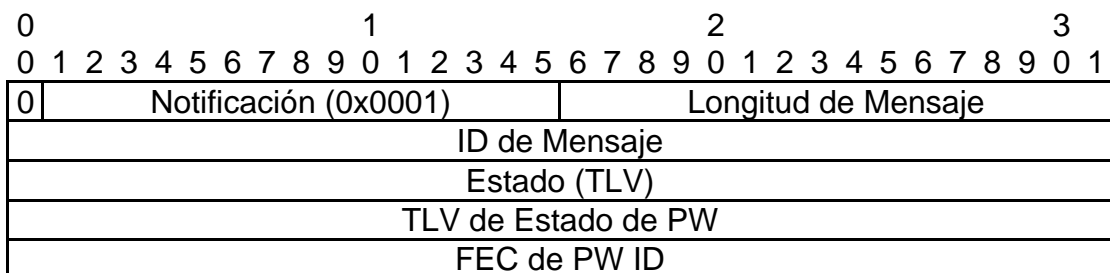 0 1 2 3
0 1 2 3 4 5 6 7 8 9 0 1 2 3 4 5 6 7 8 9 0 1 2 3 4 5 6 7 8 9 0 1
0 Notificación (0x0001) Longitud de Mensaje
ID de Mensaje
Estado (TLV)
TLV de Estado de PW
FEC de PW ID